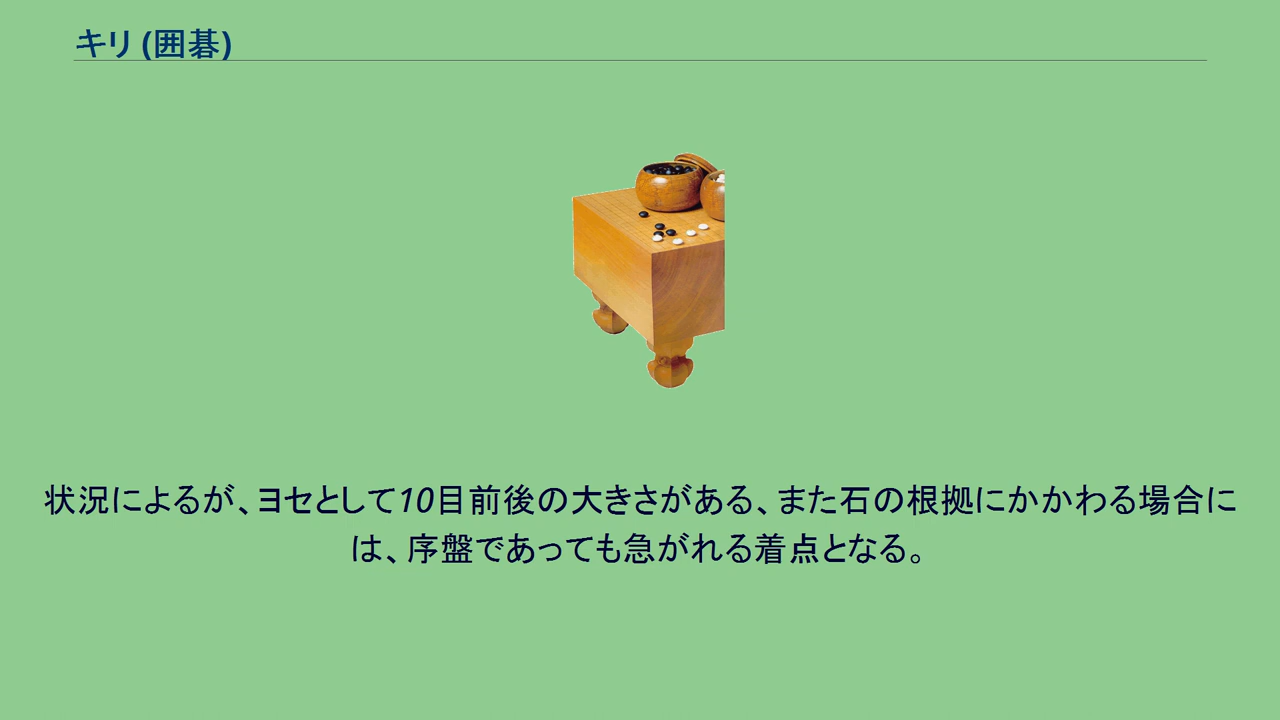 キリ (囲碁)
状況によるが、ヨセとして10目前後の大きさがある、また石の根拠にかかわる場合に
は、序盤であっても急がれる着点となる。